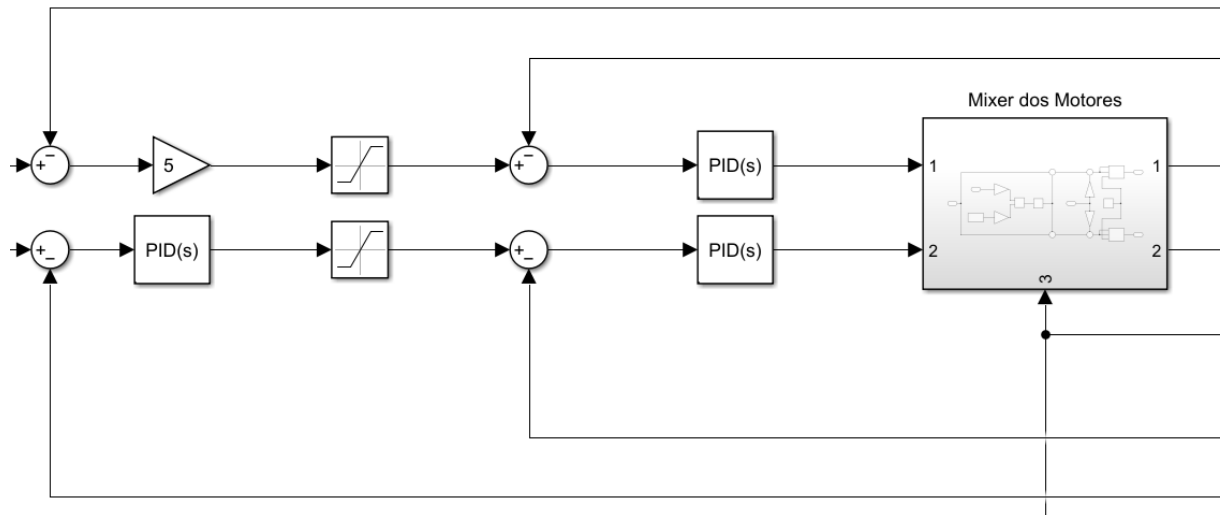 Mixer dos Motores
+ −
5
+ −
PID(s)
1
1
+ −
PID(s)
+ −
PID(s)
2
2
3